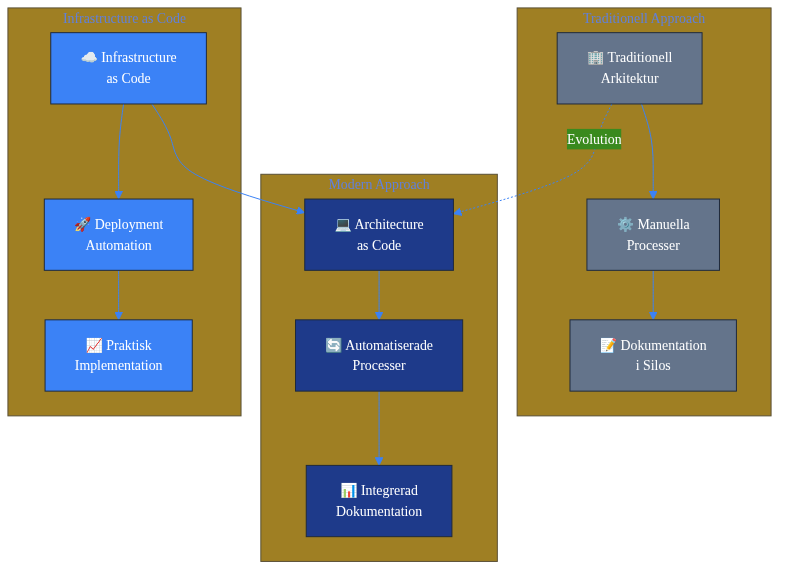 Infrastructure as Code
☁️ Infrastructure
as Code
🚀 Deployment
Automation
📈 Praktisk
Implementation
Modern Approach
💻 Architecture
as Code
🔄 Automatiserade
Processer
📊 Integrerad
Dokumentation
Traditionell Approach
🏢 Traditionell
Arkitektur
Evolution
⚙️ Manuella
Processer
📝 Dokumentation
i Silos